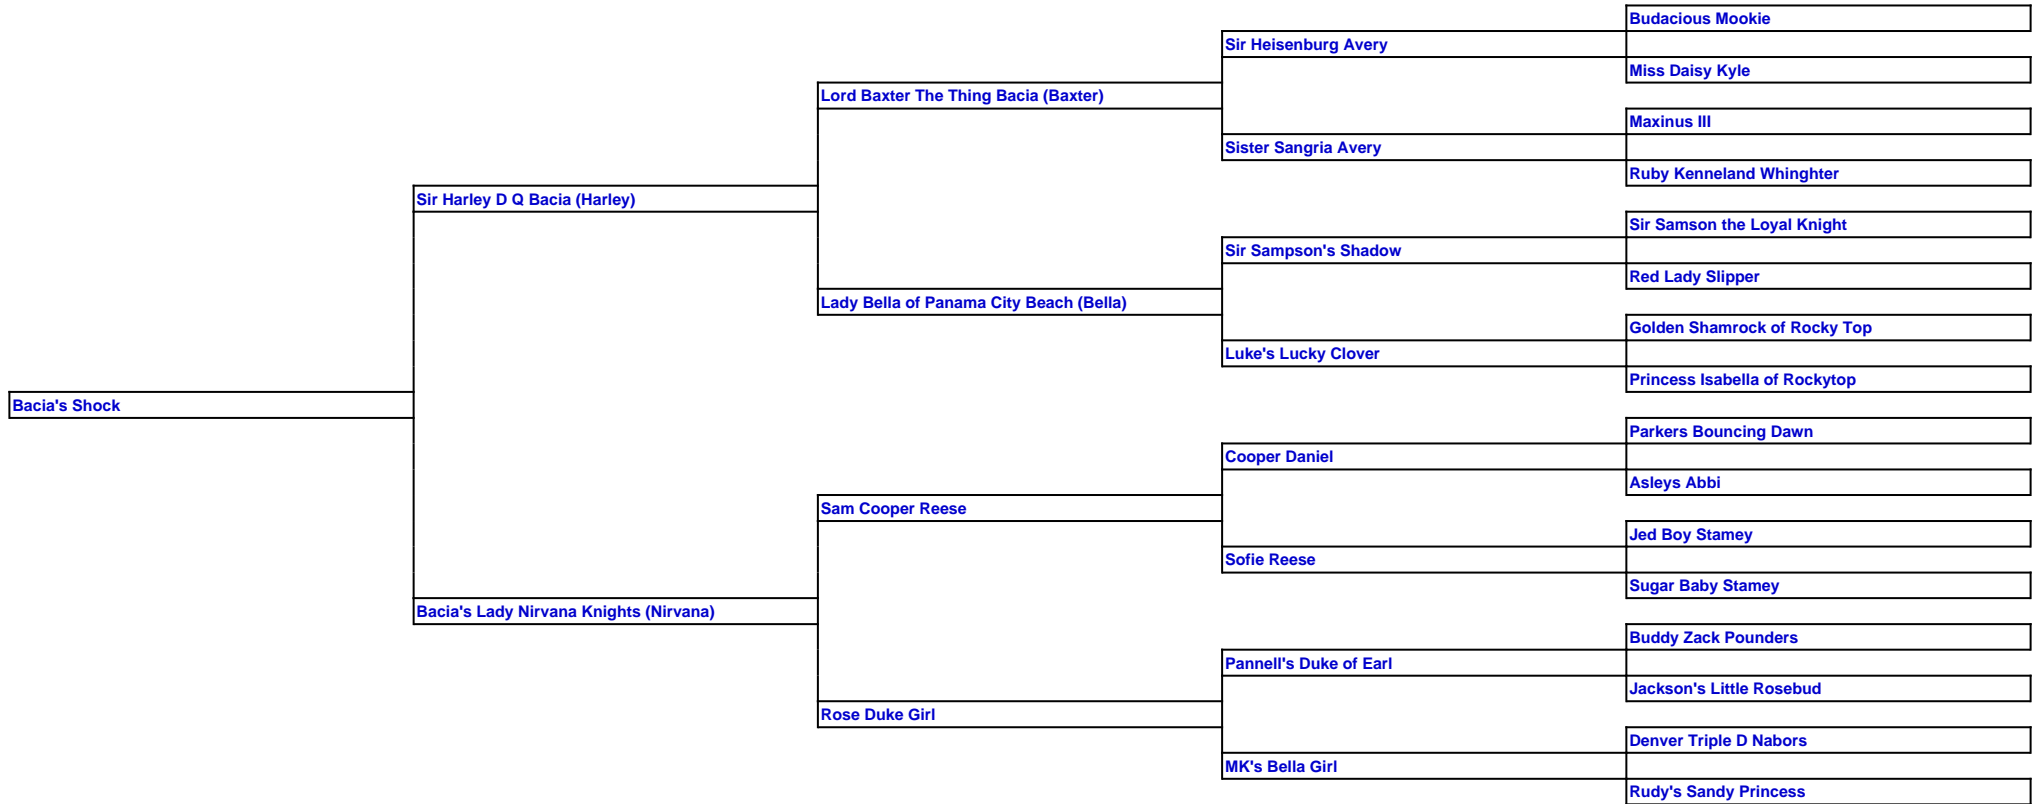 Budacious Mookie
Sir Heisenburg Avery
Miss Daisy Kyle
Lord Baxter The Thing Bacia (Baxter)
Maxinus III
Sister Sangria Avery
Ruby Kenneland Whinghter
Sir Harley D Q Bacia (Harley)
Sir Samson the Loyal Knight
Sir Sampson's Shadow
Red Lady Slipper
Lady Bella of Panama City Beach (Bella)
Golden Shamrock of Rocky Top
Luke's Lucky Clover
Princess Isabella of Rockytop
Bacia's Shock
Parkers Bouncing Dawn
Cooper Daniel
Asleys Abbi
Sam Cooper Reese
Jed Boy Stamey
Sofie Reese
Sugar Baby Stamey
Bacia's Lady Nirvana Knights (Nirvana)
Buddy Zack Pounders
Pannell's Duke of Earl
Jackson's Little Rosebud
Rose Duke Girl
Denver Triple D Nabors
MK's Bella Girl
Rudy's Sandy Princess